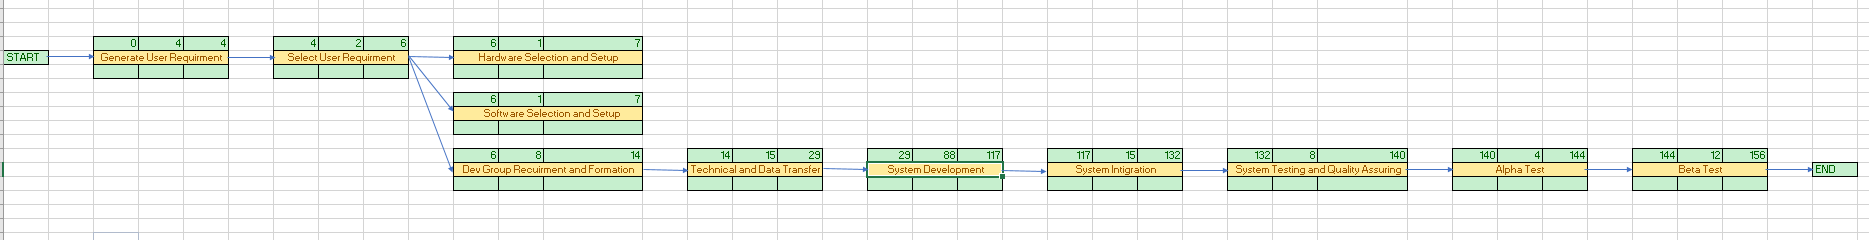 0 4 4
4 2 6
6 1 7
START
Generate User Requirment
Select User Requirment
Hardware Selection and Setup
6 1 7
Software Selection and Setup
6 8 14
14 15 29
29 88 117
117 15 132
132 8 140
140 4 144
144 12 156
Dev Group Recuirment and Formation
Technical and Data Transfer
System Development
System Intigration
System Testing and Quality Assuring
Alpha Test
Beta Test
END